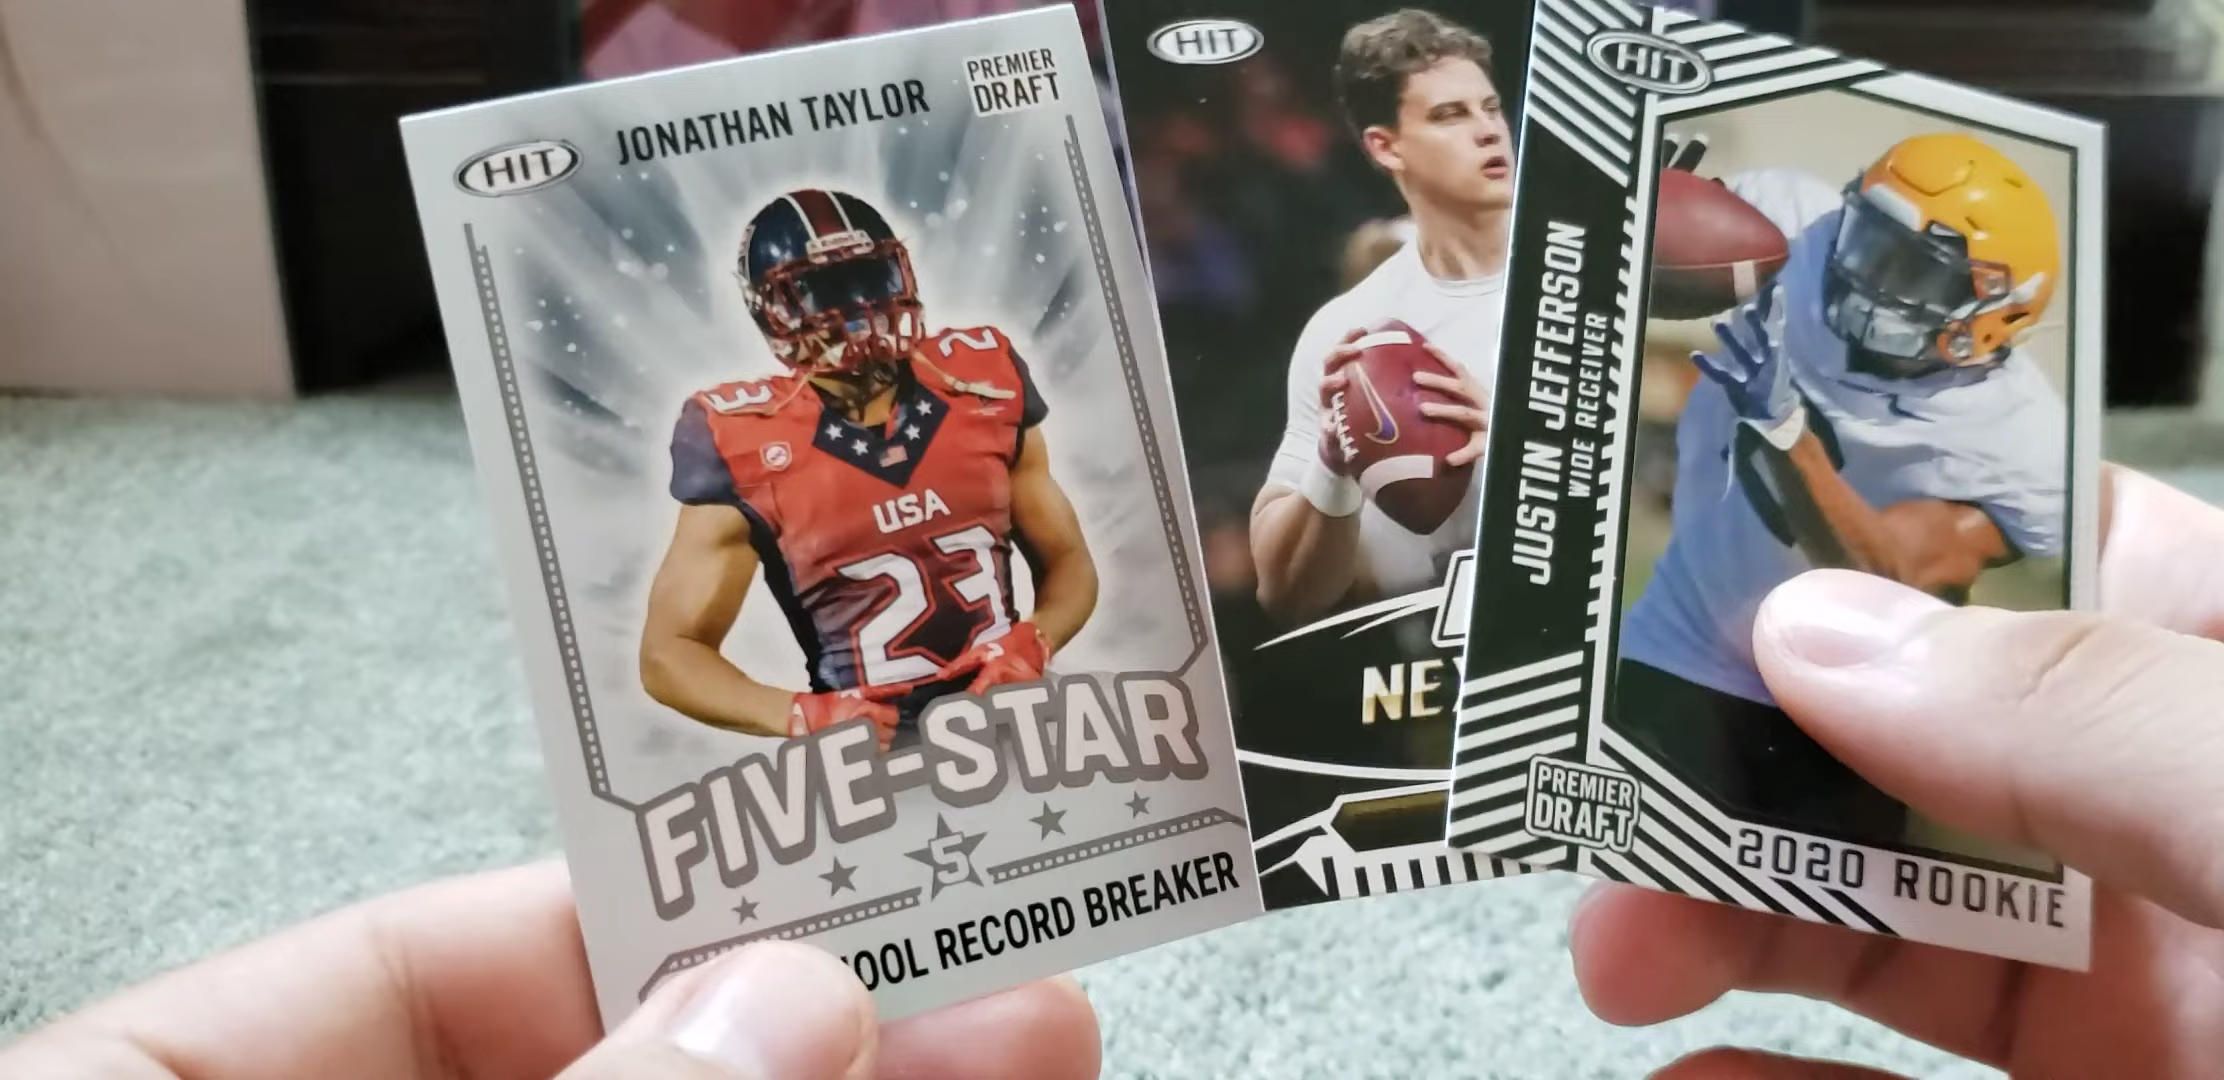 HIT
JONATHAN TAYLOR
PREMIER
DRAFT
23
USA
23
FIVE-STAR
5
OOL RECORD BREAKER
HIT
NEX
HIT
JUSTIN JEFFERSON
WIDE RECEIVER
PREMIER
DRAFT
2020 ROOKIE